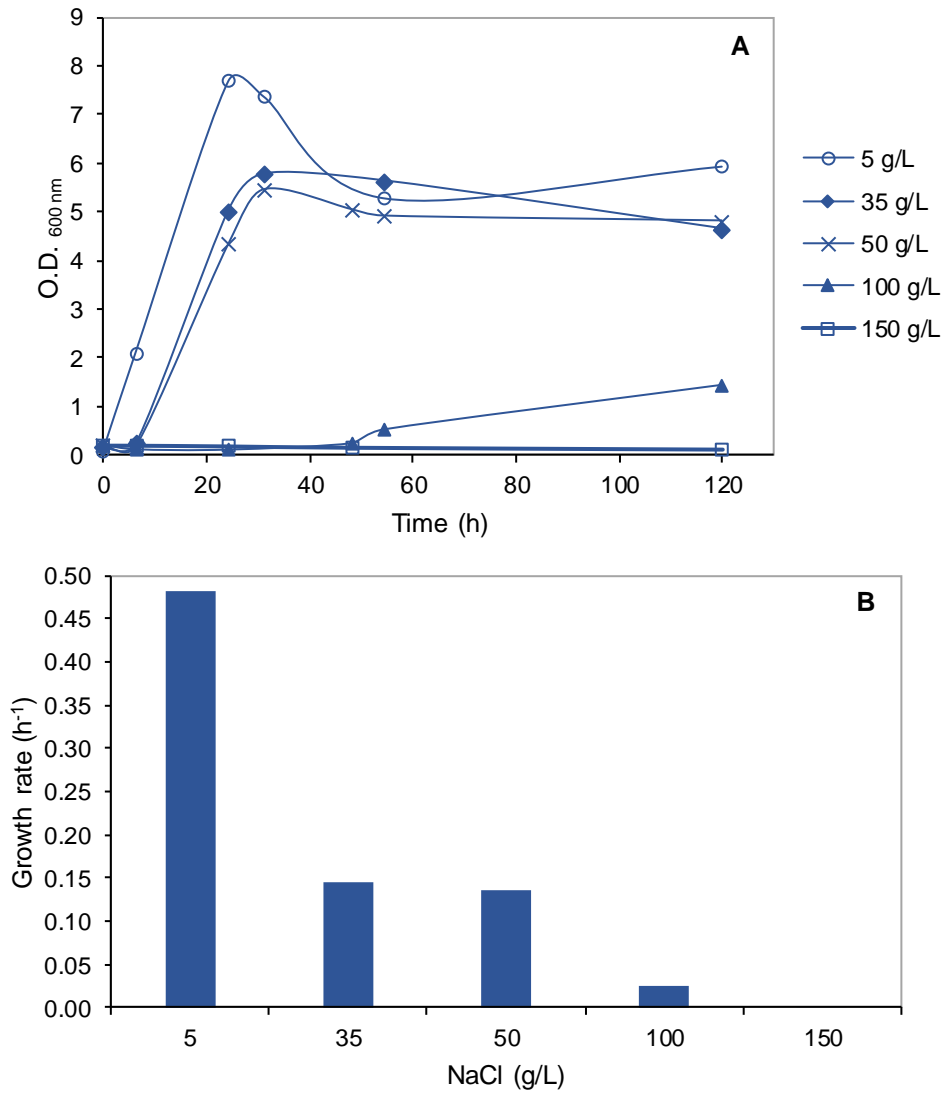 9
A
8
7
6
5
4
3
2
1
0
O.D. 600 nm
0 20 40 60 80 100 120
Time (h)
5 g/L
35 g/L
50 g/L
100 g/L
150 g/L
0.50
B
0.45
0.40
0.35
0.30
0.25
0.20
0.15
0.10
0.05
0.00
Growth rate (h-1)
5 35 50 100 150
NaCl (g/L)